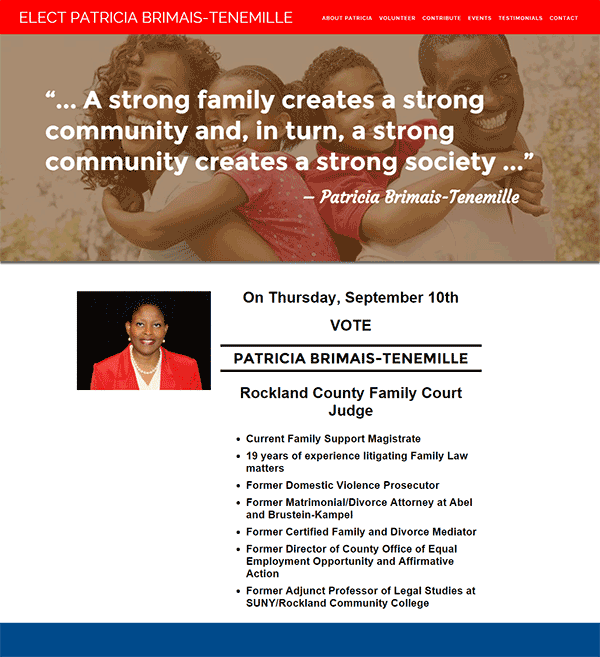 ELECT PATRICIA BRIMAIS-TENEMILLE
ABOUT PATRICIA VOLUNTEER CONTRIBUTE EVENTS TESTIMONIALS CONTACT
“... A strong family creates a strong
community and, in turn, a strong
community creates a strong society ...”
– Patricia Brimais-Tenemille
On Thursday, September 10th
VOTE
PATRICIA BRIMAIS-TENEMILLE
Rockland County Family Court
Judge
• Current Family Support Magistrate
• 19 years of experience litigating Family Law
matters
• Former Domestic Violence Prosecutor
• Former Matrimonial/Divorce Attorney at Abel
and Brustein-Kampel
• Former Certified Family and Divorce Mediator
• Former Director of County Office of Equal
Employment Opportunity and Affirmative
Action
• Former Adjunct Professor of Legal Studies at
SUNY/Rockland Community College